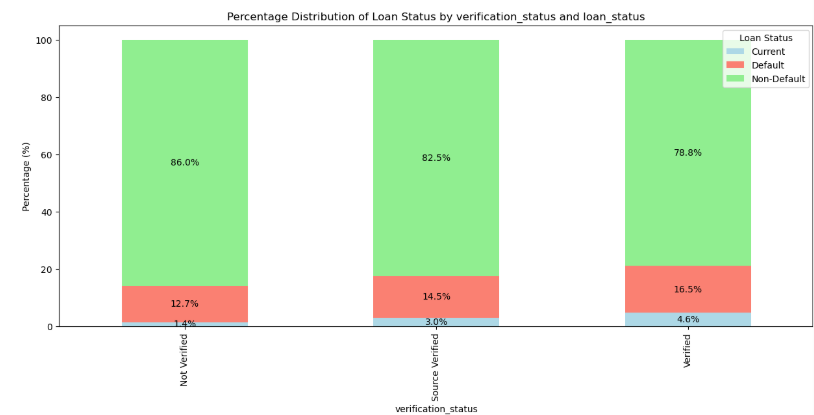 Percentage Distribution of Loan Status by verification_status and loan_status
Loan Status
Current
Default
Non-Default
Percentage (%)
100
80
60
40
20
0
86.0%
82.5%
78.8%
12.7%
14.5%
16.5%
1.4%
3.0%
4.6%
Not Verified
Source Verified
Verified
verification_status